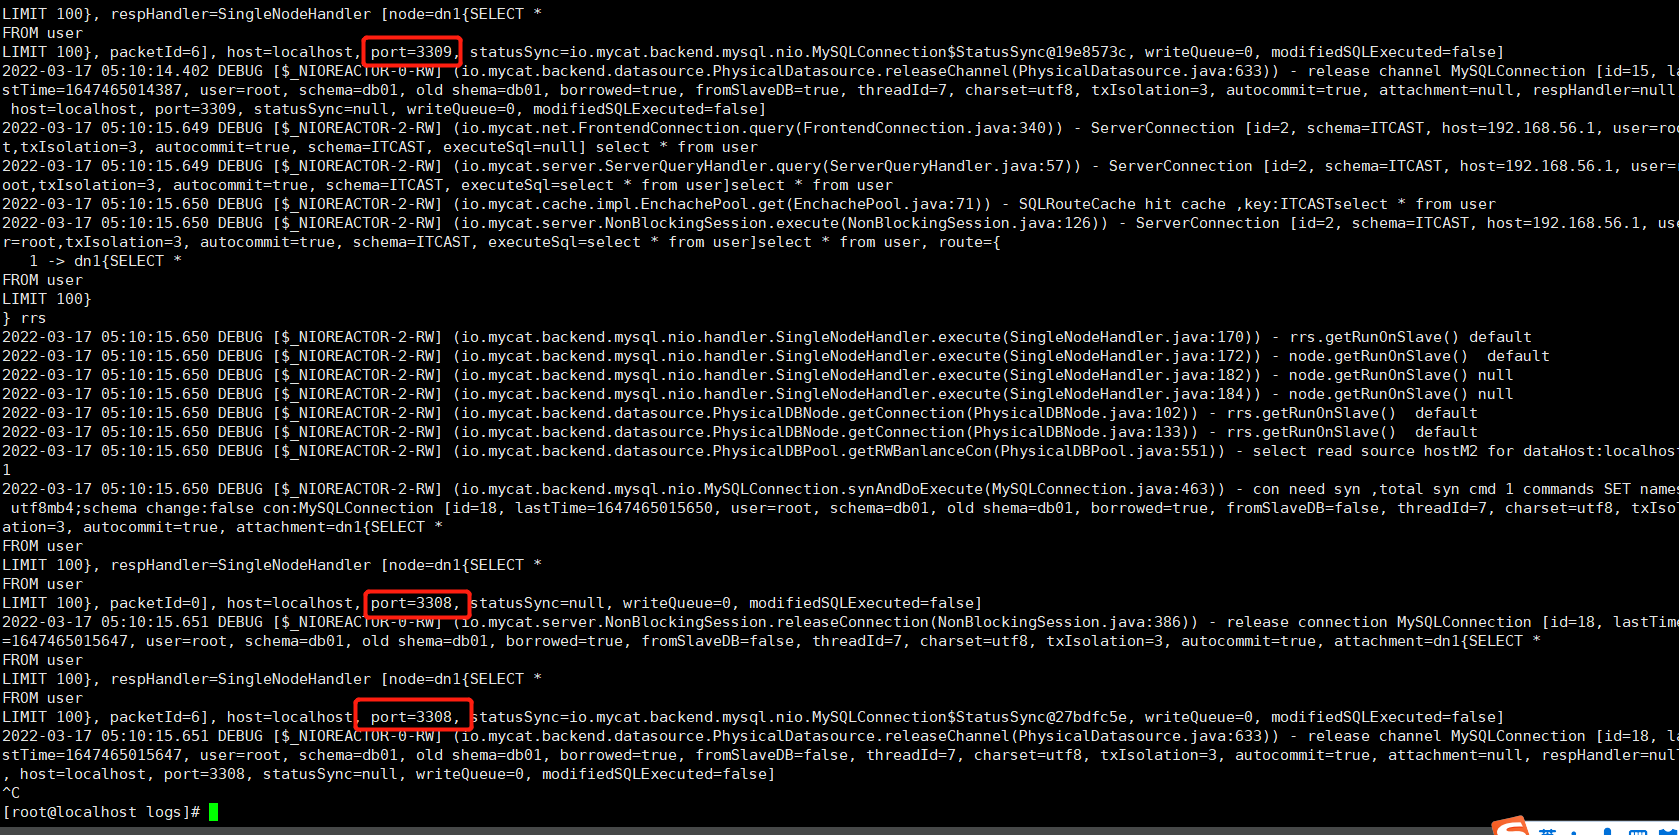 LIMIT 100}, respHandler=SingleNodeHandler [node=dn1{SELECT *
FROM user
LIMIT 100}, packetId=6], host=localhost, port=3309, statusSync=io.mycat.backend.mysql.nio.MySQLConnection$StatusSync@19e8573c, writeQueue=0, modifiedSQLExecuted=false]
2022-03-17 05:10:14.402 DEBUG [$_NIOREACTOR-0-RW] (io.mycat.backend.datasource.PhysicalDatasource.releaseChannel(PhysicalDatasource.java:633)) - release channel MySQLConnection [id=15, la
stTime=1647465014387, user=root, schema=db01, old shema=db01, borrowed=true, fromSlaveDB=true, threadId=7, charset=utf8, txIsolation=3, autocommit=true, attachment=null, respHandler=null
 host=localhost, port=3309, statusSync=null, writeQueue=0, modifiedSQLExecuted=false]
2022-03-17 05:10:15.649 DEBUG [$_NIOREACTOR-2-RW] (io.mycat.net.FrontendConnection.query(FrontendConnection.java:340)) - ServerConnection [id=2, schema=ITCAST, host=192.168.56.1, user=roo
t,txIsolation=3, autocommit=true, schema=ITCAST, executeSql=null] select * from user
2022-03-17 05:10:15.649 DEBUG [$_NIOREACTOR-2-RW] (io.mycat.server.ServerQueryHandler.query(ServerQueryHandler.java:57)) - ServerConnection [id=2, schema=ITCAST, host=192.168.56.1, user=r
oot,txIsolation=3, autocommit=true, schema=ITCAST, executeSql=select * from user]select * from user
2022-03-17 05:10:15.650 DEBUG [$_NIOREACTOR-2-RW] (io.mycat.cache.impl.EnchachePool.get(EnchachePool.java:71)) - SQLRouteCache hit cache ,key:ITCASTselect * from user
2022-03-17 05:10:15.650 DEBUG [$_NIOREACTOR-2-RW] (io.mycat.server.NonBlockingSession.execute(NonBlockingSession.java:126)) - ServerConnection [id=2, schema=ITCAST, host=192.168.56.1, use
r=root,txIsolation=3, autocommit=true, schema=ITCAST, executeSql=select * from user]select * from user, route={
   1 -> dn1{SELECT *
FROM user
LIMIT 100}
} rrs
2022-03-17 05:10:15.650 DEBUG [$_NIOREACTOR-2-RW] (io.mycat.backend.mysql.nio.handler.SingleNodeHandler.execute(SingleNodeHandler.java:170)) - rrs.getRunOnSlave() default
2022-03-17 05:10:15.650 DEBUG [$_NIOREACTOR-2-RW] (io.mycat.backend.mysql.nio.handler.SingleNodeHandler.execute(SingleNodeHandler.java:172)) - node.getRunOnSlave()  default
2022-03-17 05:10:15.650 DEBUG [$_NIOREACTOR-2-RW] (io.mycat.backend.mysql.nio.handler.SingleNodeHandler.execute(SingleNodeHandler.java:182)) - node.getRunOnSlave() null
2022-03-17 05:10:15.650 DEBUG [$_NIOREACTOR-2-RW] (io.mycat.backend.mysql.nio.handler.SingleNodeHandler.execute(SingleNodeHandler.java:184)) - node.getRunOnSlave() null
2022-03-17 05:10:15.650 DEBUG [$_NIOREACTOR-2-RW] (io.mycat.backend.datasource.PhysicalDBNode.getConnection(PhysicalDBNode.java:102)) - rrs.getRunOnSlave()  default
2022-03-17 05:10:15.650 DEBUG [$_NIOREACTOR-2-RW] (io.mycat.backend.datasource.PhysicalDBNode.getConnection(PhysicalDBNode.java:133)) - rrs.getRunOnSlave()  default
2022-03-17 05:10:15.650 DEBUG [$_NIOREACTOR-2-RW] (io.mycat.backend.datasource.PhysicalDBPool.getRWBanlanceCon(PhysicalDBPool.java:551)) - select read source hostM2 for dataHost:localhost
1
2022-03-17 05:10:15.650 DEBUG [$_NIOREACTOR-2-RW] (io.mycat.backend.mysql.nio.MySQLConnection.synAndDoExecute(MySQLConnection.java:463)) - con need syn ,total syn cmd 1 commands SET names
 utf8mb4;schema change:false con:MySQLConnection [id=18, lastTime=1647465015650, user=root, schema=db01, old shema=db01, borrowed=true, fromSlaveDB=false, threadId=7, charset=utf8, txIsol
ation=3, autocommit=true, attachment=dn1{SELECT *
FROM user
LIMIT 100}, respHandler=SingleNodeHandler [node=dn1{SELECT *
FROM user
LIMIT 100}, packetId=0], host=localhost, port=3308, statusSync=null, writeQueue=0, modifiedSQLExecuted=false]
2022-03-17 05:10:15.651 DEBUG [$_NIOREACTOR-0-RW] (io.mycat.server.NonBlockingSession.releaseConnection(NonBlockingSession.java:386)) - release connection MySQLConnection [id=18, lastTime
=1647465015647, user=root, schema=db01, old shema=db01, borrowed=true, fromSlaveDB=false, threadId=7, charset=utf8, txIsolation=3, autocommit=true, attachment=dn1{SELECT *
FROM user
LIMIT 100}, respHandler=SingleNodeHandler [node=dn1{SELECT *
FROM user
LIMIT 100}, packetId=6], host=localhost, port=3308, statusSync=io.mycat.backend.mysql.nio.MySQLConnection$StatusSync@27bdfc5e, writeQueue=0, modifiedSQLExecuted=false]
2022-03-17 05:10:15.651 DEBUG [$_NIOREACTOR-0-RW] (io.mycat.backend.datasource.PhysicalDatasource.releaseChannel(PhysicalDatasource.java:633)) - release channel MySQLConnection [id=18, la
stTime=1647465015647, user=root, schema=db01, old shema=db01, borrowed=true, fromSlaveDB=false, threadId=7, charset=utf8, txIsolation=3, autocommit=true, attachment=null, respHandler=null
, host=localhost, port=3308, statusSync=null, writeQueue=0, modifiedSQLExecuted=false]
^C
[root@localhost logs]#